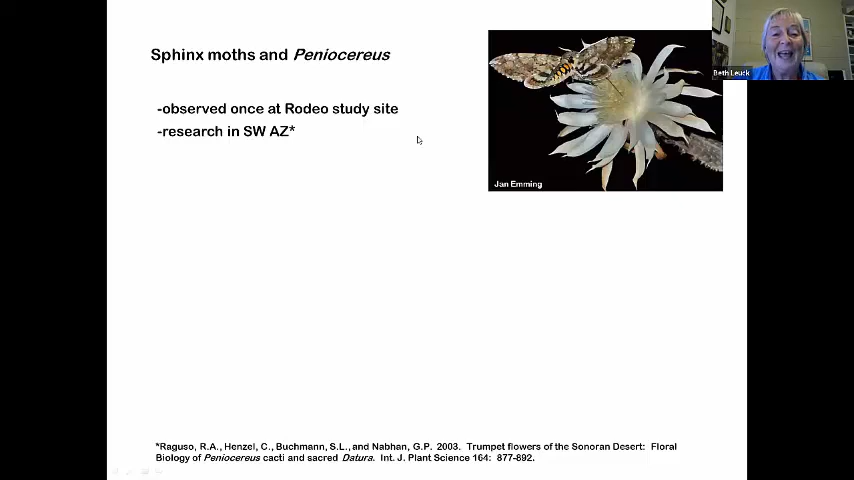 Sphinx moths and Peniocereus
-observed once at Rodeo study site
-research in SW AZ*
Jan Emming
Beth Leuck
*Raguso, R.A., Henzel, C., Buchmann, S.L., and Nabhan, G.P. 2003. Trumpet flowers of the Sonoran Desert: Floral
Biology of Peniocereus cacti and sacred Datura. Int. J. Plant Science 164: 877-892.